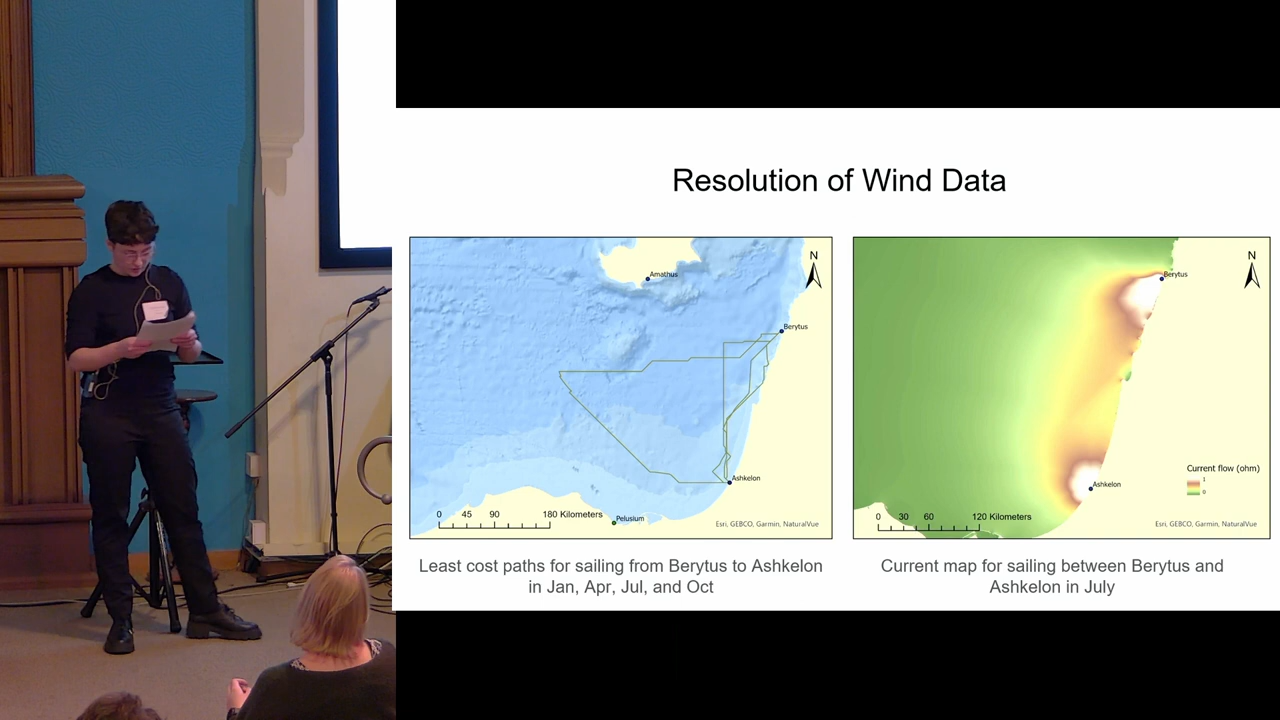 Resolution of Wind Data
N
Amathus
Berytus
Ashkelon
Pelusium
0 45 90 180 Kilometers
Esri, GEBCO, Garmin, NaturalVue
Least cost paths for sailing from Berytus to Ashkelon
in Jan, Apr, Jul, and Oct
N
Berytus
Ashkelon
Current flow (ohm)
1
0
0 30 60 120 Kilometers
Esri, GEBCO, Garmin, NaturalVue
Current map for sailing between Berytus and
Ashkelon in July